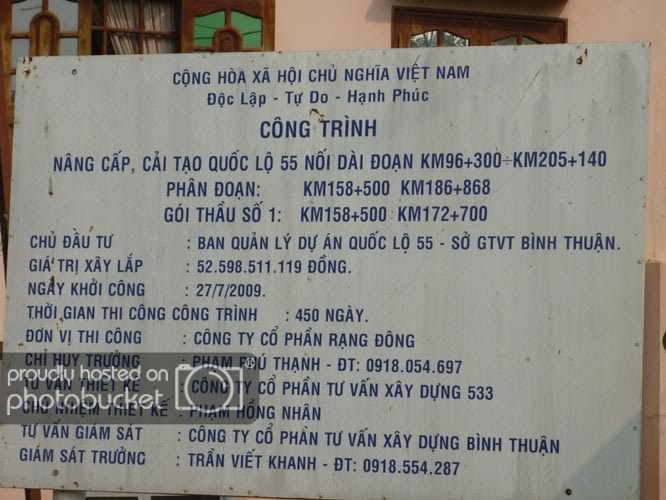 CỘNG HÒA XÃ HỘI CHỦ NGHĨA VIỆT NAM
Độc Lập - Tự Do - Hạnh Phúc
CÔNG TRÌNH
NÂNG CẤP, CẢI TẠO QUỐC LỘ 55 NỐI DÀI ĐOẠN KM96+300÷KM205+140
PHÂN ĐOẠN: KM158+500 KM186+868
GÓI THẦU SỐ 1: KM158+500 KM172+700
CHỦ ĐẦU TƯ : BAN QUẢN LÝ DỰ ÁN QUỐC LỘ 55 - SỞ GTVT BÌNH THUẬN.
GIÁ TRỊ XÂY LẮP : 52.598.511.119 ĐỒNG.
NGÀY KHỞI CÔNG : 27/7/2009.
THỜI GIAN THI CÔNG CÔNG TRÌNH : 450 NGÀY.
ĐƠN VỊ THI CÔNG : CÔNG TY CỔ PHẦN RẠNG ĐÔNG
CHỈ HUY TRƯỞNG : PHẠM PHÚ THẠNH - ĐT: 0918.054.697
proudly hosted on
TƯ VẤN THIẾT KẾ : CÔNG TY CỔ PHẦN TƯ VẤN XÂY DỰNG 533
photobucket
CHỦ NHIỆM THIẾT KẾ : PHẠM HỒNG NHÂN
TƯ VẤN GIÁM SÁT : CÔNG TY CỔ PHẦN TƯ VẤN XÂY DỰNG BÌNH THUẬN
GIÁM SÁT TRƯỞNG : TRẦN VIẾT KHANH - ĐT: 0918.554.287